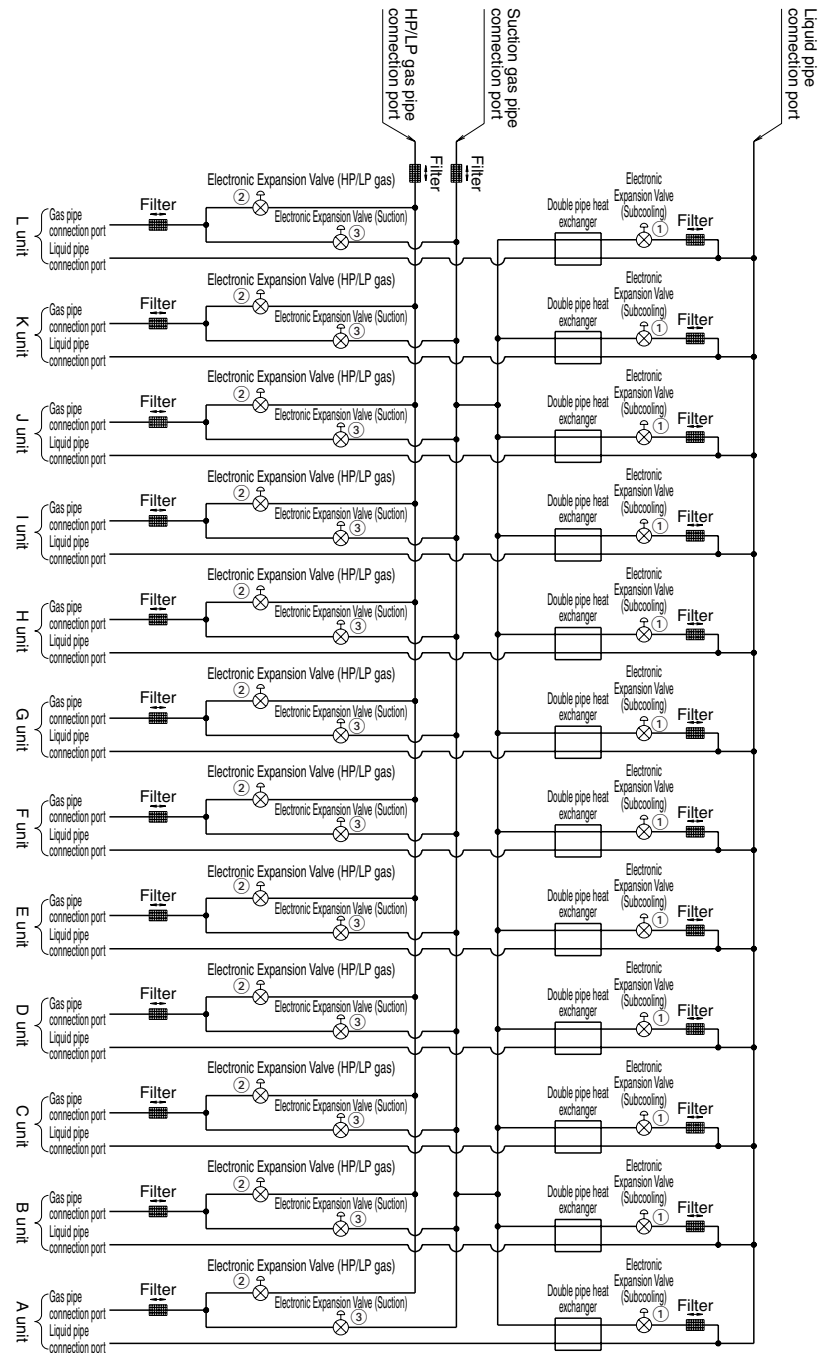 HP/LP gas pipe
connection port
Suction gas pipe
connection port
Liquid pipe
connection port
Filter
Filter
Electronic Expansion Valve (HP/LP gas)
②
Filter
Electronic Expansion Valve (Suction)
③
Double pipe heat
exchanger
Electronic
Expansion Valve
(Subcooling)
①
Filter
L unit
Gas pipe
connection port
Liquid pipe
connection port
Electronic Expansion Valve (HP/LP gas)
②
Filter
Electronic Expansion Valve (Suction)
③
Double pipe heat
exchanger
Electronic
Expansion Valve
(Subcooling)
①
Filter
K unit
Gas pipe
connection port
Liquid pipe
connection port
Electronic Expansion Valve (HP/LP gas)
②
Filter
Electronic Expansion Valve (Suction)
③
Double pipe heat
exchanger
Electronic
Expansion Valve
(Subcooling)
①
Filter
J unit
Gas pipe
connection port
Liquid pipe
connection port
Electronic Expansion Valve (HP/LP gas)
②
Filter
Electronic Expansion Valve (Suction)
③
Double pipe heat
exchanger
Electronic
Expansion Valve
(Subcooling)
①
Filter
I unit
Gas pipe
connection port
Liquid pipe
connection port
Electronic Expansion Valve (HP/LP gas)
②
Filter
Electronic Expansion Valve (Suction)
③
Double pipe heat
exchanger
Electronic
Expansion Valve
(Subcooling)
①
Filter
H unit
Gas pipe
connection port
Liquid pipe
connection port
Electronic Expansion Valve (HP/LP gas)
②
Filter
Electronic Expansion Valve (Suction)
③
Double pipe heat
exchanger
Electronic
Expansion Valve
(Subcooling)
①
Filter
G unit
Gas pipe
connection port
Liquid pipe
connection port
Electronic Expansion Valve (HP/LP gas)
②
Filter
Electronic Expansion Valve (Suction)
③
Double pipe heat
exchanger
Electronic
Expansion Valve
(Subcooling)
①
Filter
F unit
Gas pipe
connection port
Liquid pipe
connection port
Electronic Expansion Valve (HP/LP gas)
②
Filter
Electronic Expansion Valve (Suction)
③
Double pipe heat
exchanger
Electronic
Expansion Valve
(Subcooling)
①
Filter
E unit
Gas pipe
connection port
Liquid pipe
connection port
Electronic Expansion Valve (HP/LP gas)
②
Filter
Electronic Expansion Valve (Suction)
③
Double pipe heat
exchanger
Electronic
Expansion Valve
(Subcooling)
①
Filter
D unit
Gas pipe
connection port
Liquid pipe
connection port
Electronic Expansion Valve (HP/LP gas)
②
Filter
Electronic Expansion Valve (Suction)
③
Double pipe heat
exchanger
Electronic
Expansion Valve
(Subcooling)
①
Filter
C unit
Gas pipe
connection port
Liquid pipe
connection port
Electronic Expansion Valve (HP/LP gas)
②
Filter
Electronic Expansion Valve (Suction)
③
Double pipe heat
exchanger
Electronic
Expansion Valve
(Subcooling)
①
Filter
B unit
Gas pipe
connection port
Liquid pipe
connection port
Electronic Expansion Valve (HP/LP gas)
②
Filter
Electronic Expansion Valve (Suction)
③
Double pipe heat
exchanger
Electronic
Expansion Valve
(Subcooling)
①
Filter
A unit
Gas pipe
connection port
Liquid pipe
connection port